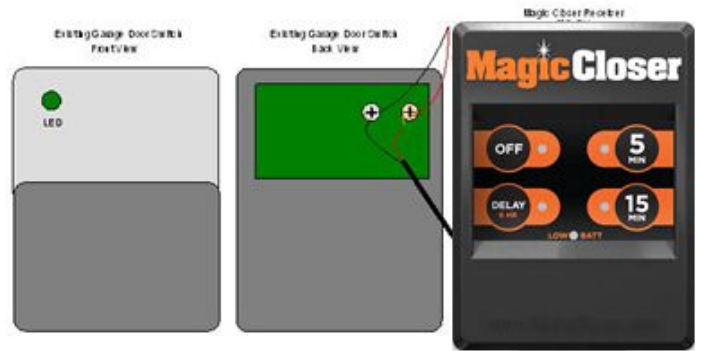 Existing Garage Door Switch
Front View
LED
Existing Garage Door Switch
Back View
Magic Closer Receiver
MagicCloser
OFF
5
MIN
DELAY
15
MIN
LOW BATT